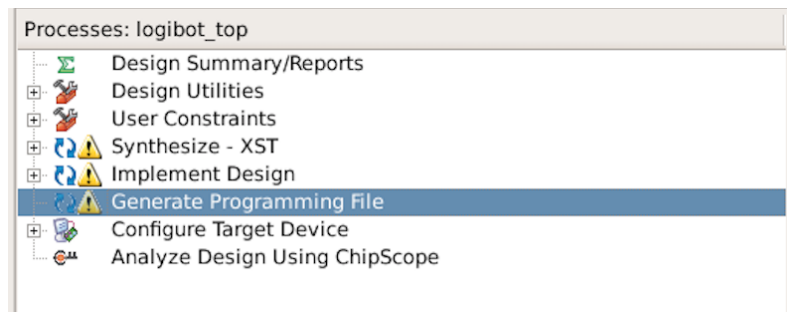 Processes: logibot_top
Design Summary/Reports
Design Utilities
User Constraints
Synthesize - XST
Implement Design
Generate Programming File
Configure Target Device
Analyze Design Using ChipScope